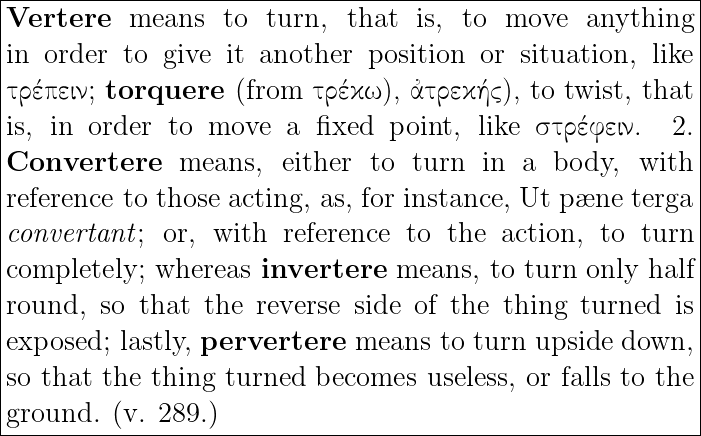 Vertere means to turn, that is, to move anything
in order to give it another position or situation, like
τρέπειν; torquere (from τρέκω), ἀτρεκής), to twist, that
is, in order to move a fixed point, like στρέφειν. 2.
Convertere means, either to turn in a body, with
reference to those acting, as, for instance, Ut pæne terga
convertant; or, with reference to the action, to turn
completely; whereas invertere means, to turn only half
round, so that the reverse side of the thing turned is
exposed; lastly, pervertere means to turn upside down,
so that the thing turned becomes useless, or falls to the
ground. (v. 289.)